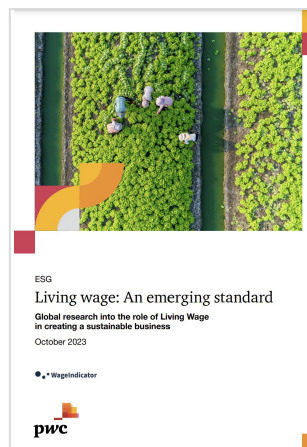 ESG
Living wage: An emerging standard
Global research into the role of Living Wage
in creating a sustainable business
October 2023
WageIndicator
pwc